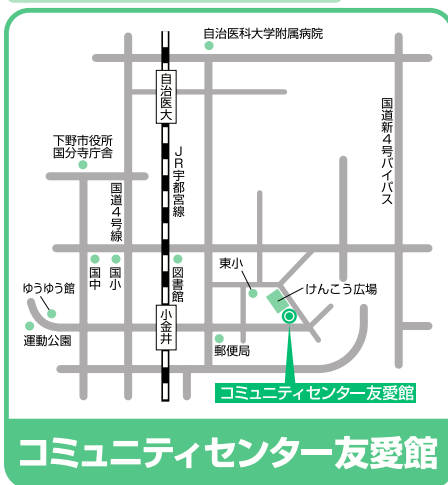 自治医科大学附属病院
自治医大
下野市役所
国分寺庁舎
国道4号線
JR宇都宮線
国道新4号バイパス
国中
国小
図書館
東小
けんこう広場
ゆうゆう館
運動公園
小金井
郵便局
コミュニティセンター友愛館
コミュニティセンター友愛館